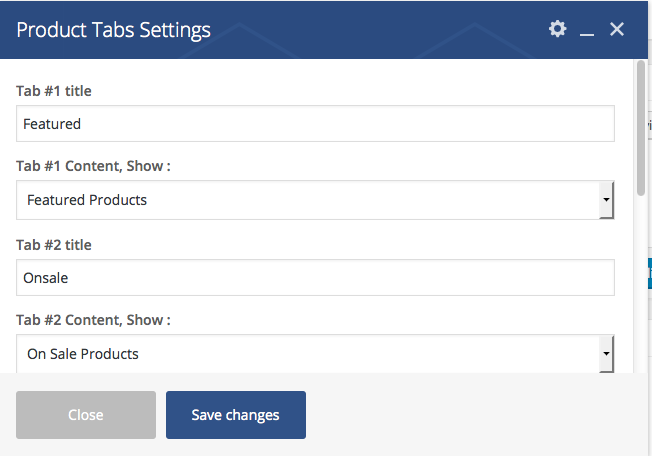 Product Tabs Settings
Tab #1 title
Featured
Tab #1 Content, Show :
Featured Products
Tab #2 title
Onsale
Tab #2 Content, Show :
On Sale Products
Close
Save changes